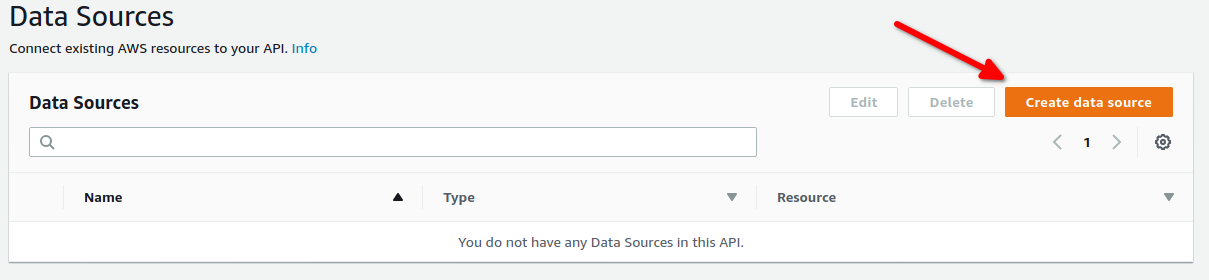 Data Sources
Connect existing AWS resources to your API. Info
Data Sources
Edit
Delete
Create data source
1
Name
Type
Resource
You do not have any Data Sources in this API.